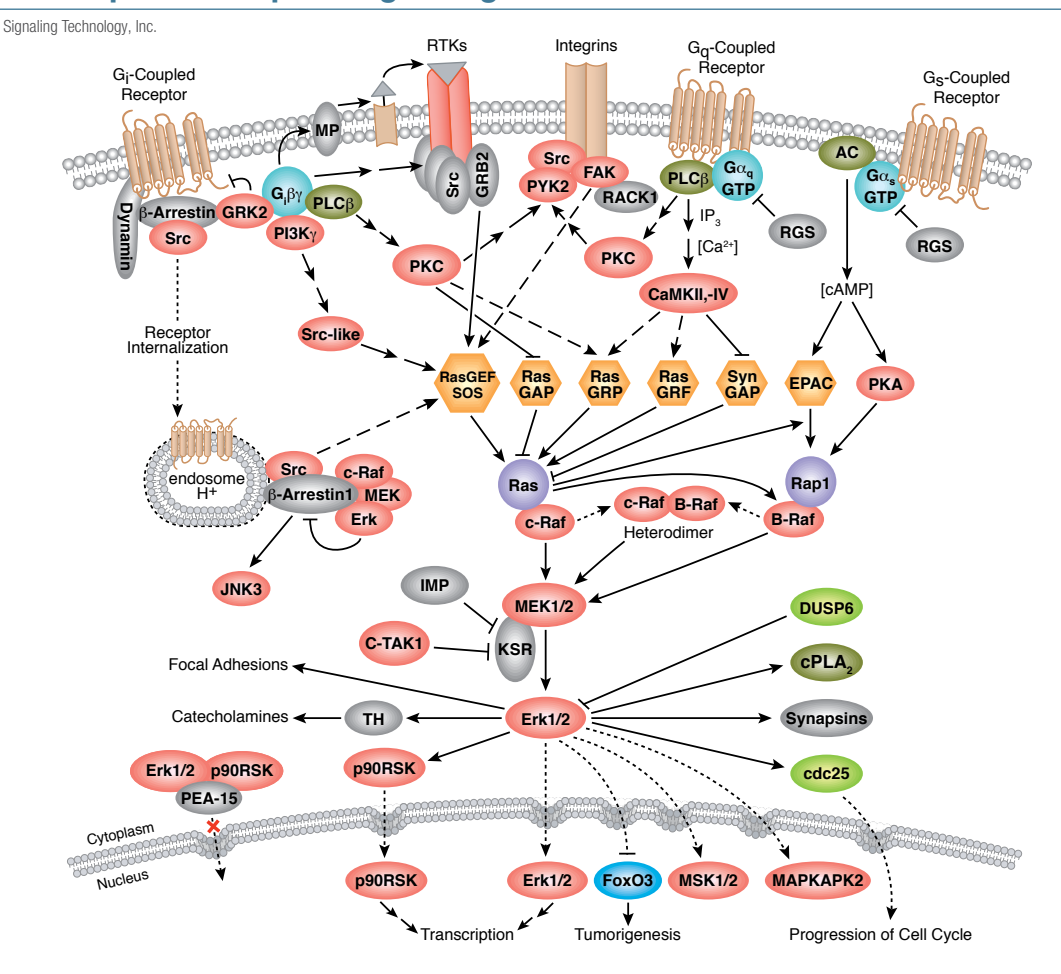 Signaling Technology, Inc.
RTKs
Integrins
Gq-Coupled
Receptor
Gi-Coupled
Receptor
Gs-Coupled
Receptor
MP
AC
Src
GRB2
Src
PYK2
FAK
RACK1
PLCβ
Gαq
GTP
Gαs
GTP
Dynamin
β-Arrestin
Src
GRK2
Giβγ
PLCβ
PI3Kγ
IP3
[Ca2+]
RGS
RGS
PKC
PKC
CaMKII,-IV
[cAMP]
Receptor
Internalization
Src-like
RasGEF
SOS
Ras
GAP
Ras
GRP
Ras
GRF
Syn
GAP
EPAC
PKA
endosome
H+
Src
β-Arrestin1
c-Raf
MEK
Erk
Ras
c-Raf
c-Raf
B-Raf
Heterodimer
Rap1
B-Raf
JNK3
IMP
MEK1/2
DUSP6
C-TAK1
KSR
cPLA2
Focal Adhesions
Catecholamines
TH
Erk1/2
Synapsins
Erk1/2
p90RSK
PEA-15
p90RSK
cdc25
Cytoplasm
Nucleus
p90RSK
Erk1/2
FoxO3
MSK1/2
MAPKAPK2
Transcription
Tumorigenesis
Progression of Cell Cycle